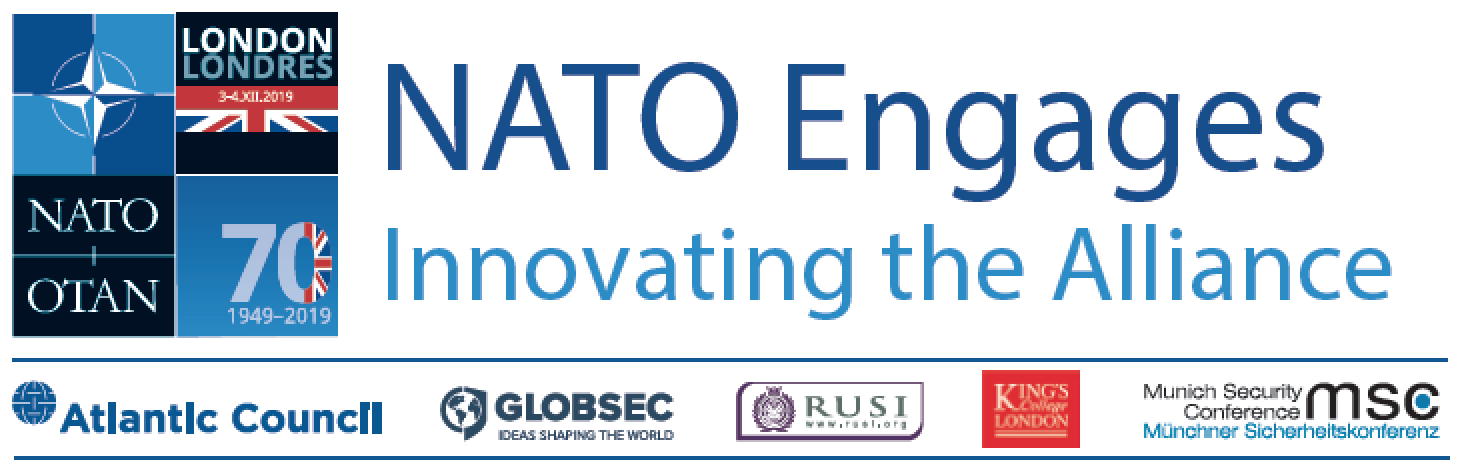 LONDON
LONDRES
3-4.XII.2019
NATO
OTAN
70
1949–2019
NATO Engages
Innovating the Alliance
Atlantic Council
GLOBSEC
IDEAS SHAPING THE WORLD
RUSI
www.rusi.org
KING'S
College
LONDON
Munich Security
Conference
msc
Münchner Sicherheitskonferenz